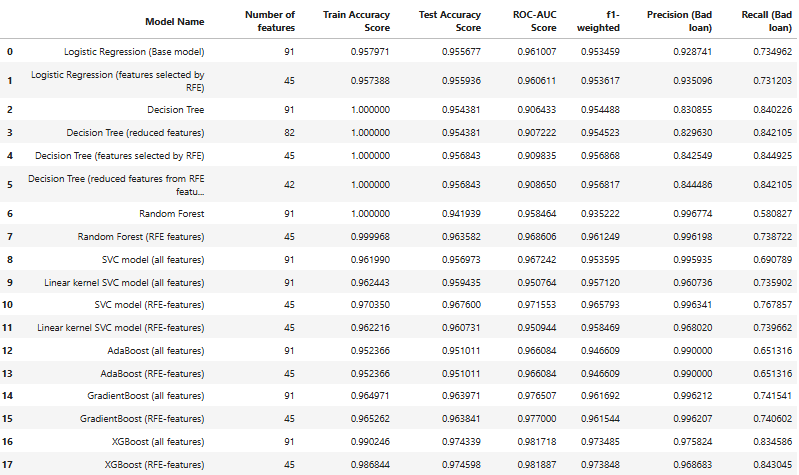 Model Name Number of features Train Accuracy Score Test Accuracy Score ROC-AUC Score f1-weighted Precision (Bad loan) Recall (Bad loan)
0 Logistic Regression (Base model) 91 0.957971 0.955677 0.961007 0.953459 0.928741 0.734962
1 Logistic Regression (features selected by RFE) 45 0.957388 0.955936 0.960611 0.953617 0.935096 0.731203
2 Decision Tree 91 1.000000 0.954381 0.906433 0.954488 0.830855 0.840226
3 Decision Tree (reduced features) 82 1.000000 0.954381 0.907222 0.954523 0.829630 0.842105
4 Decision Tree (features selected by RFE) 45 1.000000 0.956843 0.909835 0.956868 0.842549 0.844925
5 Decision Tree (reduced features from RFE featu... 42 1.000000 0.956843 0.908650 0.956817 0.844486 0.842105
6 Random Forest 91 1.000000 0.941939 0.958464 0.935222 0.996774 0.580827
7 Random Forest (RFE features) 45 0.999968 0.963582 0.968606 0.961249 0.996198 0.738722
8 SVC model (all features) 91 0.961990 0.956973 0.967242 0.953595 0.995935 0.690789
9 Linear kernel SVC model (all features) 91 0.962443 0.959435 0.950764 0.957120 0.960736 0.735902
10 SVC model (RFE-features) 45 0.970350 0.967600 0.971553 0.965793 0.996341 0.767857
11 Linear kernel SVC model (RFE-features) 45 0.962216 0.960731 0.950944 0.958469 0.968020 0.739662
12 AdaBoost (all features) 91 0.952366 0.951011 0.966084 0.946609 0.990000 0.651316
13 AdaBoost (RFE-features) 45 0.952366 0.951011 0.966084 0.946609 0.990000 0.651316
14 GradientBoost (all features) 91 0.964971 0.963971 0.976507 0.961692 0.996212 0.741541
15 GradientBoost (RFE-features) 45 0.965262 0.963841 0.977000 0.961544 0.996207 0.740602
16 XGBoost (all features) 91 0.990246 0.974339 0.981718 0.973485 0.975824 0.834586
17 XGBoost (RFE-features) 45 0.986844 0.974598 0.981887 0.973848 0.968683 0.843045